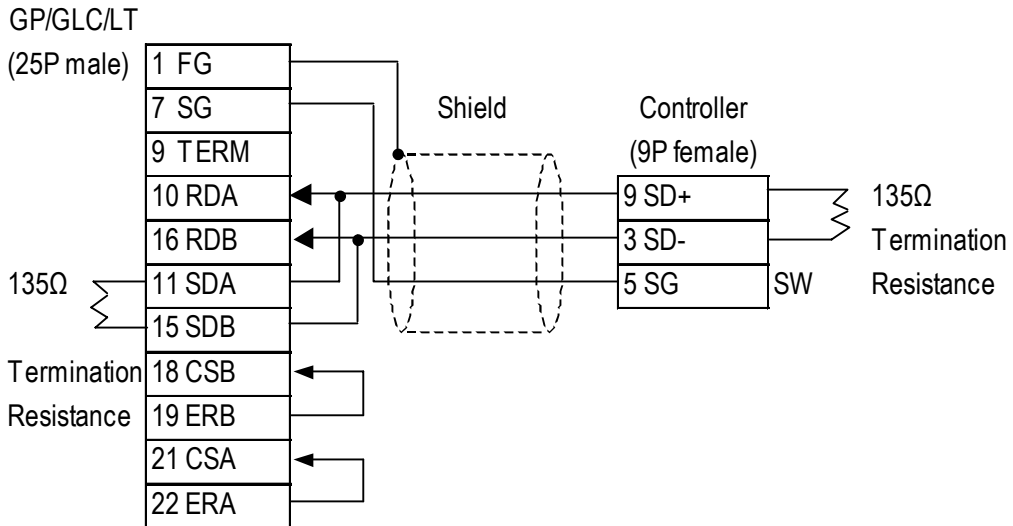 GP/GLC/LT
(25P male)
1 FG
7 SG
9 TERM
10 RDA
16 RDB
11 SDA
15 SDB
18 CSB
19 ERB
21 CSA
22 ERA
135Ω
Termination
Resistance
Shield
Controller
(9P female)
9 SD+
3 SD-
5 SG
SW
135Ω
Termination
Resistance